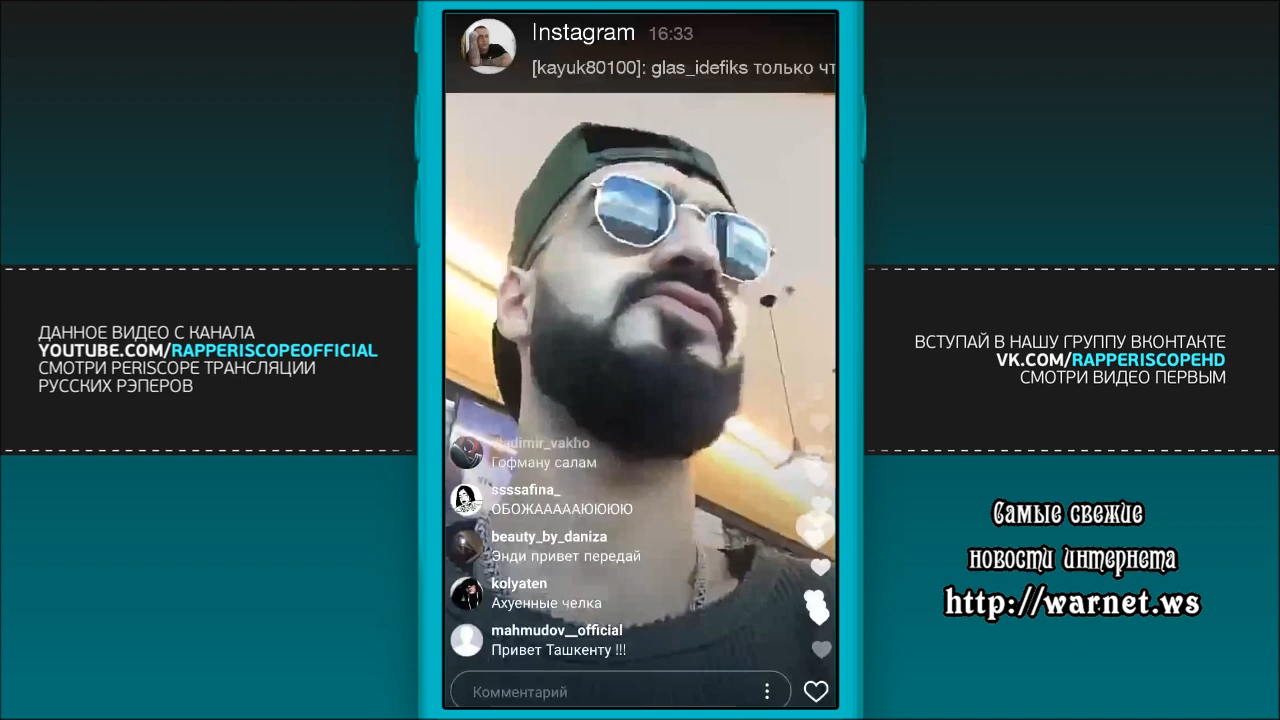 Instagram 16:33
[kayuk80100]: glas_idefiks только чт
ДАННОЕ ВИДЕО С КАНАЛА
YOUTUBE.COM/RAPPERISCOPEOFFICIAL
СМОТРИ PERISCOPE ТРАНСЛЯЦИИ
РУССКИХ РЭПЕРОВ
ВСТУПАЙ В НАШУ ГРУППУ ВКОНТАКТЕ
VK.COM/RAPPERISCOPEHD
СМОТРИ ВИДЕО ПЕРВЫМ
vladimir_vakho
Гофману салам
ssssafina_
ОБОЖАААААЮЮЮЮ
beauty_by_daniza
Энди привет передай
kolyaten
Ахуенные челка
mahmudov__official
Привет Ташкенту !!!
Комментарий
Самые свежие
новости интернета
http://warnet.ws